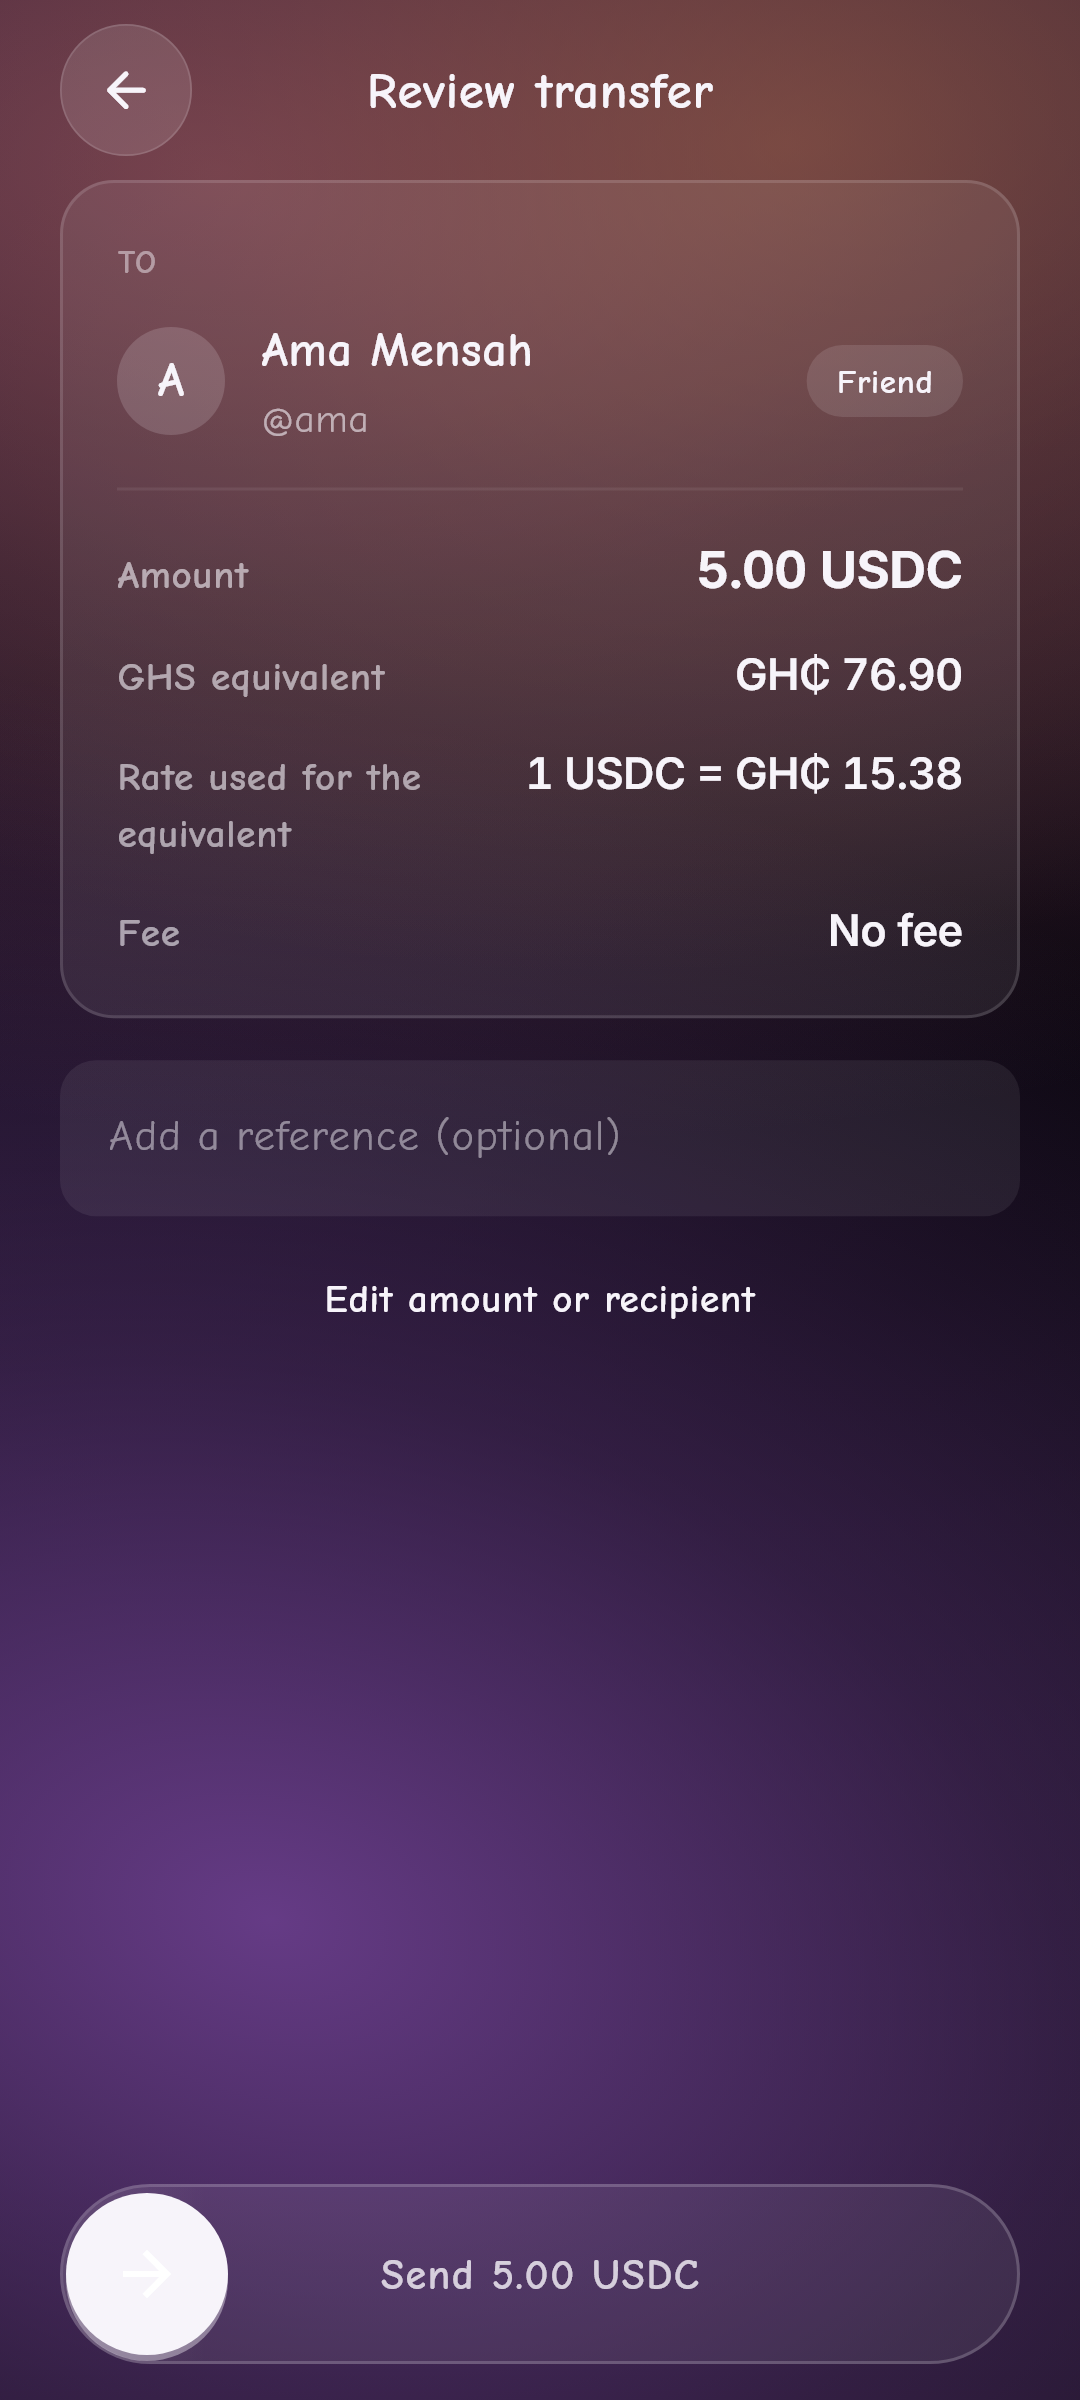 Review transfer
TO
A
Ama Mensah
@ama
Friend
Amount
5.00 USDC
GHS equivalent
GH₵ 76.90
Rate used for the
equivalent
1 USDC = GH₵ 15.38
Fee
No fee
Add a reference (optional)
Edit amount or recipient
Send 5.00 USDC